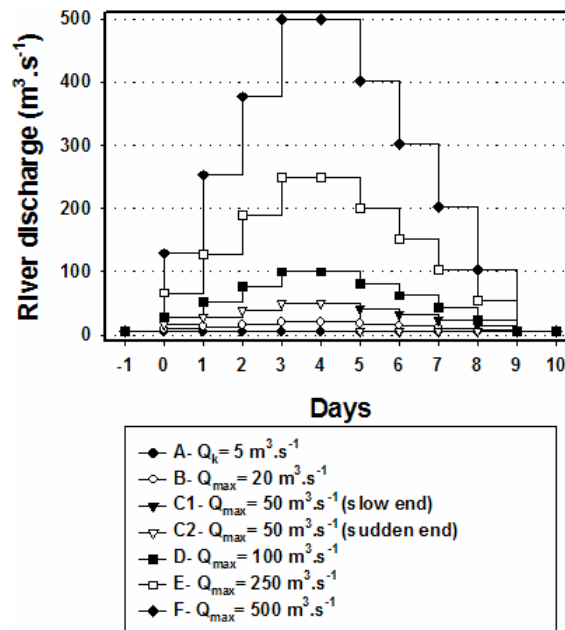 River discharge (m³.s⁻¹)
500
400
300
200
100
0
-1 0 1 2 3 4 5 6 7 8 9 10
Days
A- Qₖ= 5 m³.s⁻¹
B- Qmax= 20 m³.s⁻¹
C1- Qmax= 50 m³.s⁻¹(slow end)
C2- Qmax= 50 m³.s⁻¹(sudden end)
D- Qmax= 100 m³.s⁻¹
E- Qmax= 250 m³.s⁻¹
F- Qmax= 500 m³.s⁻¹